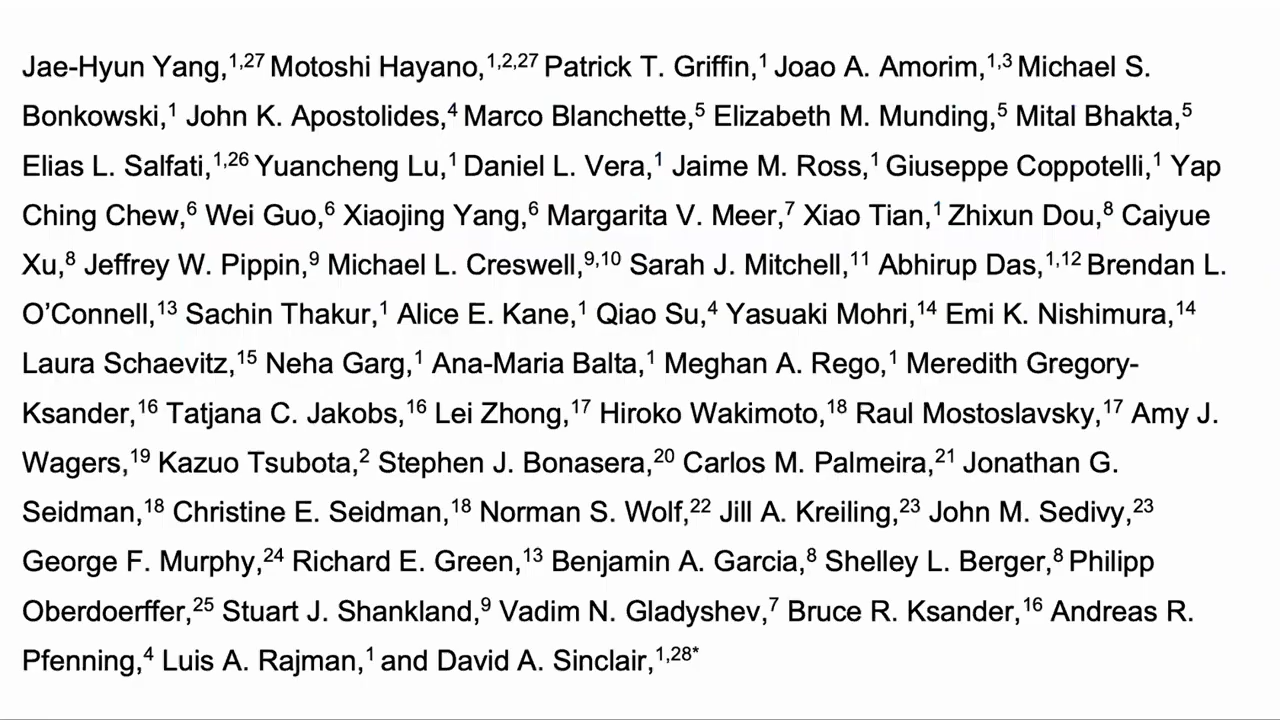 Jae-Hyun Yang,1,27 Motoshi Hayano,1,2,27 Patrick T. Griffin,1 Joao A. Amorim,1,3 Michael S.
Bonkowski,1 John K. Apostolides,4 Marco Blanchette,5 Elizabeth M. Munding,5 Mital Bhakta,5
Elias L. Salfati,1,26 Yuancheng Lu,1 Daniel L. Vera,1 Jaime M. Ross,1 Giuseppe Coppotelli,1 Yap
Ching Chew,6 Wei Guo,6 Xiaojing Yang,6 Margarita V. Meer,7 Xiao Tian,1 Zhixun Dou,8 Caiyue
Xu,8 Jeffrey W. Pippin,9 Michael L. Creswell,9,10 Sarah J. Mitchell,11 Abhirup Das,1,12 Brendan L.
O’Connell,13 Sachin Thakur,1 Alice E. Kane,1 Qiao Su,4 Yasuaki Mohri,14 Emi K. Nishimura,14
Laura Schaevitz,15 Neha Garg,1 Ana-Maria Balta,1 Meghan A. Rego,1 Meredith Gregory-
Ksander,16 Tatjana C. Jakobs,16 Lei Zhong,17 Hiroko Wakimoto,18 Raul Mostoslavsky,17 Amy J.
Wagers,19 Kazuo Tsubota,2 Stephen J. Bonasera,20 Carlos M. Palmeira,21 Jonathan G.
Seidman,18 Christine E. Seidman,18 Norman S. Wolf,22 Jill A. Kreiling,23 John M. Sedivy,23
George F. Murphy,24 Richard E. Green,13 Benjamin A. Garcia,8 Shelley L. Berger,8 Philipp
Oberdoerffer,25 Stuart J. Shankland,9 Vadim N. Gladyshev,7 Bruce R. Ksander,16 Andreas R.
Pfenning,4 Luis A. Rajman,1 and David A. Sinclair,1,28*